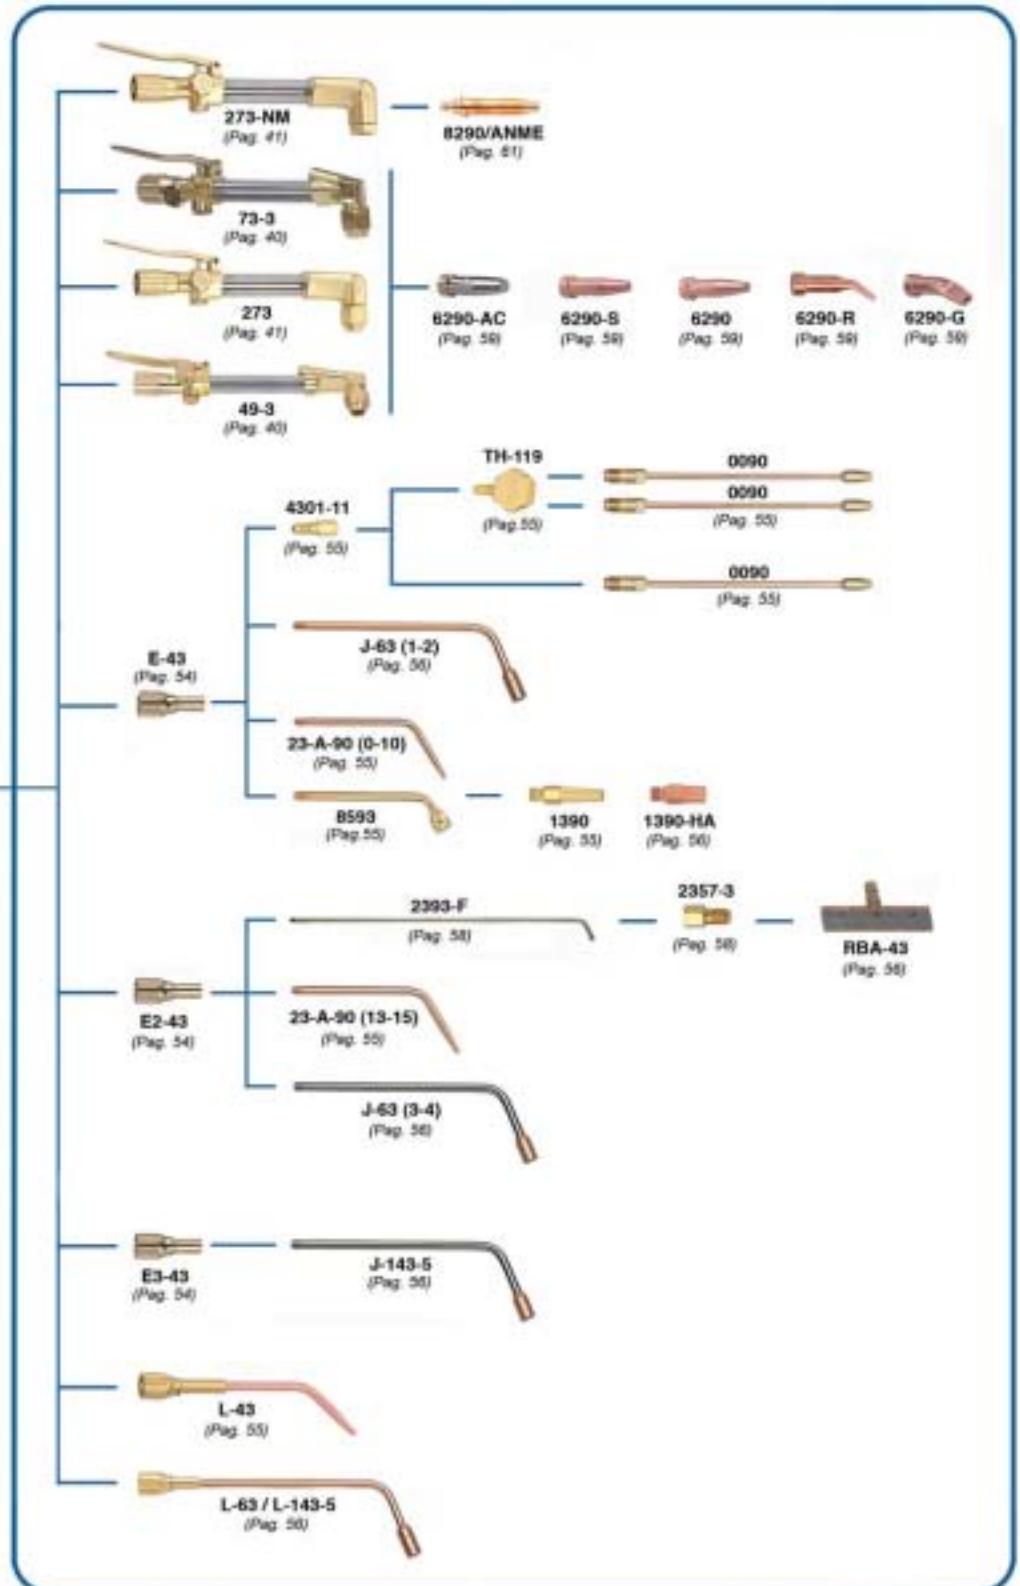 273-NM
(Pag. 41)
8290/ANME
(Pag. 61)
73-3
(Pag. 40)
273
(Pag. 41)
6290-AC
(Pag. 59)
6290-S
(Pag. 59)
6290
(Pag. 59)
6290-R
(Pag. 59)
6290-G
(Pag. 59)
49-3
(Pag. 40)
4301-11
(Pag. 55)
TH-119
(Pag.55)
0090
0090
(Pag. 55)
0090
(Pag. 55)
E-43
(Pag. 54)
J-63 (1-2)
(Pag. 56)
23-A-90 (0-10)
(Pag. 55)
8593
(Pag.55)
1390
(Pag. 55)
1390-HA
(Pag. 56)
E2-43
(Pag. 54)
2393-F
(Pag. 58)
2357-3
(Pag. 58)
RBA-43
(Pag. 56)
23-A-90 (13-15)
(Pag. 55)
J-63 (3-4)
(Pag. 56)
E3-43
(Pag. 54)
J-143-5
(Pag. 56)
L-43
(Pag. 55)
L-63 / L-143-5
(Pag. 56)